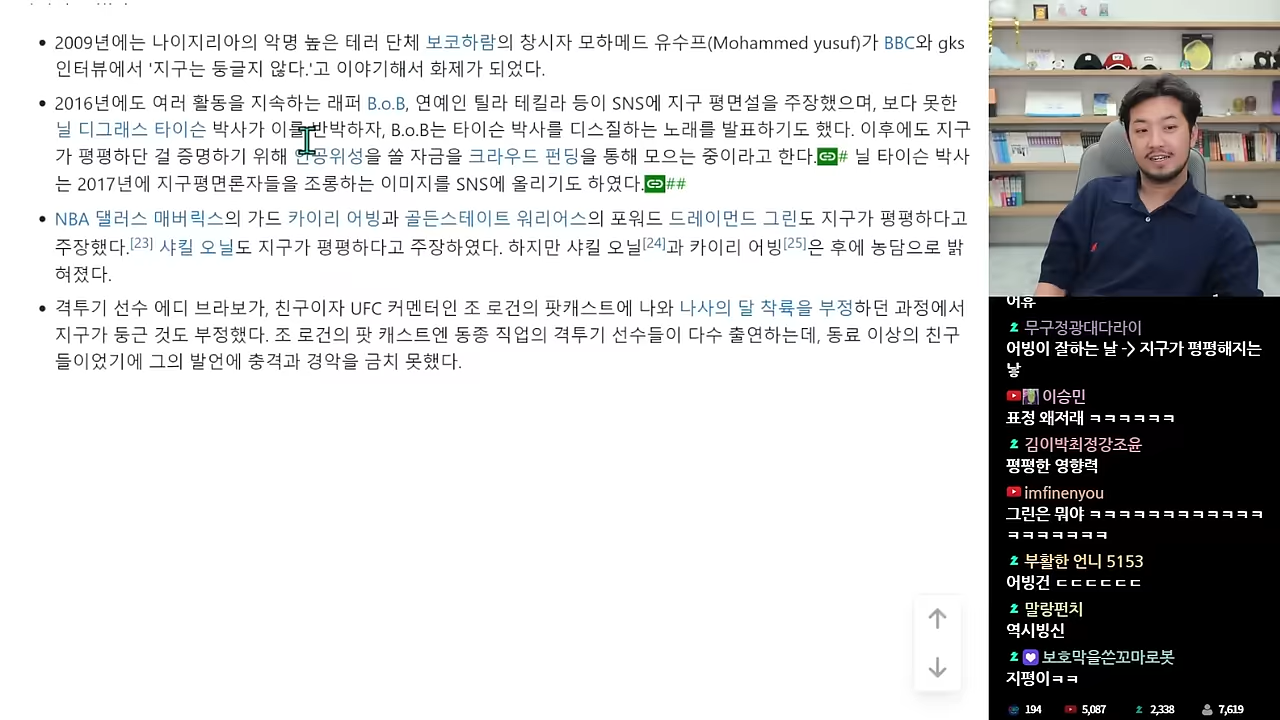 2009년에는 나이지리아의 악명 높은 테러 단체 보코하람의 창시자 모하메드 유수프(Mohammed yusuf)가 BBC와 gks
인터뷰에서 '지구는 둥글지 않다.'고 이야기해서 화제가 되었다.
2016년에도 여러 활동을 지속하는 래퍼 B.o.B, 연예인 틸라 테킬라 등이 SNS에 지구 평면설을 주장했으며, 보다 못한
닐 디그래스 타이슨 박사가 이를 반박하자, B.o.B는 타이슨 박사를 디스질하는 노래를 발표하기도 했다. 이후에도 지구
가 평평하단 걸 증명하기 위해 인공위성을 쏠 자금을 크라우드 펀딩을 통해 모으는 중이라고 한다.# 닐 타이슨 박사
는 2017년에 지구평면론자들을 조롱하는 이미지를 SNS에 올리기도 하였다.##
NBA 댈러스 매버릭스의 가드 카이리 어빙과 골든스테이트 워리어스의 포워드 드레이먼드 그린도 지구가 평평하다고
주장했다.[23] 샤킬 오닐도 지구가 평평하다고 주장하였다. 하지만 샤킬 오닐[24]과 카이리 어빙[25]은 후에 농담으로 밝
혀졌다.
격투기 선수 에디 브라보가, 친구이자 UFC 커멘터인 조 로건의 팟캐스트에 나와 나사의 달 착륙을 부정하던 과정에서
지구가 둥근 것도 부정했다. 조 로건의 팟 캐스트엔 동종 직업의 격투기 선수들이 다수 출연하는데, 동료 이상의 친구
들이었기에 그의 발언에 충격과 경악을 금치 못했다.
어휴
무구정광대다라이
어빙이 잘하는 날 -> 지구가 평평해지는
낳
이승민
표정 왜저래 ㅋㅋㅋㅋㅋㅋ
김이박최정강조윤
평평한 영향력
imfinenyou
그린은 뭐야 ㅋㅋㅋㅋㅋㅋㅋㅋㅋㅋㅋㅋ
ㅋㅋㅋㅋㅋㅋㅋ
부활한 언니 5153
어빙건 ㄷㄷㄷㄷㄷㄷ
말랑펀치
역시빙신
보호막을쓴꼬마로봇
지평이ㅋㅋ
194 5,087 2,338 7,619